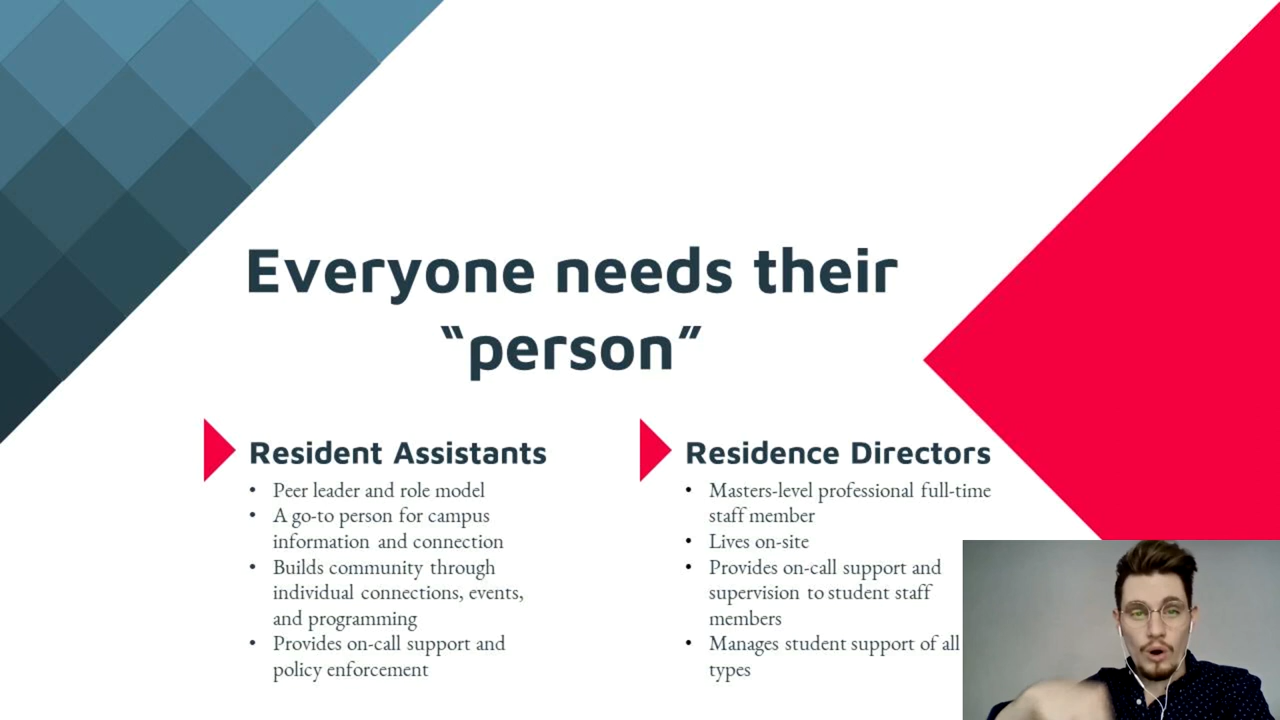 Everyone needs their
“person”
Resident Assistants
• Peer leader and role model
• A go-to person for campus
information and connection
• Builds community through
individual connections, events,
and programming
• Provides on-call support and
policy enforcement
Residence Directors
• Masters-level professional full-time
staff member
• Lives on-site
• Provides on-call support and
supervision to student staff
members
• Manages student support of all
types